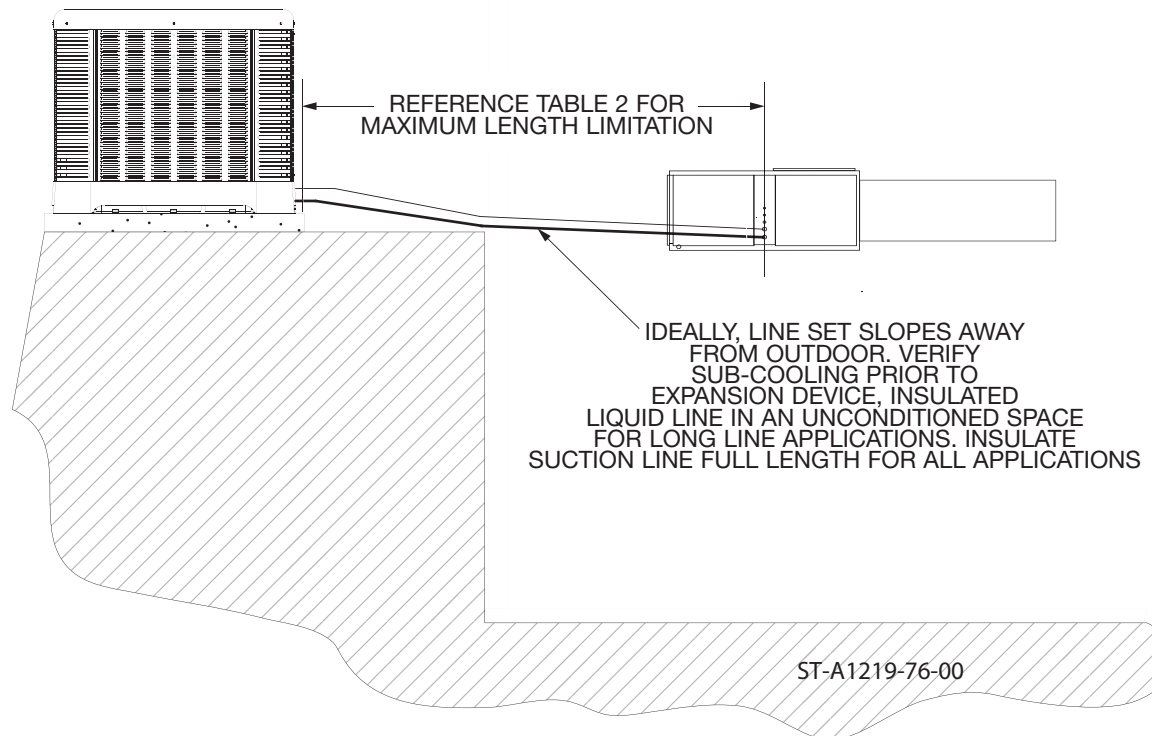 REFERENCE TABLE 2 FOR
MAXIMUM LENGTH LIMITATION
IDEALLY, LINE SET SLOPES AWAY
FROM OUTDOOR. VERIFY
SUB-COOLING PRIOR TO
EXPANSION DEVICE, INSULATED
LIQUID LINE IN AN UNCONDITIONED SPACE
FOR LONG LINE APPLICATIONS. INSULATE
SUCTION LINE FULL LENGTH FOR ALL APPLICATIONS
ST-A1219-76-00